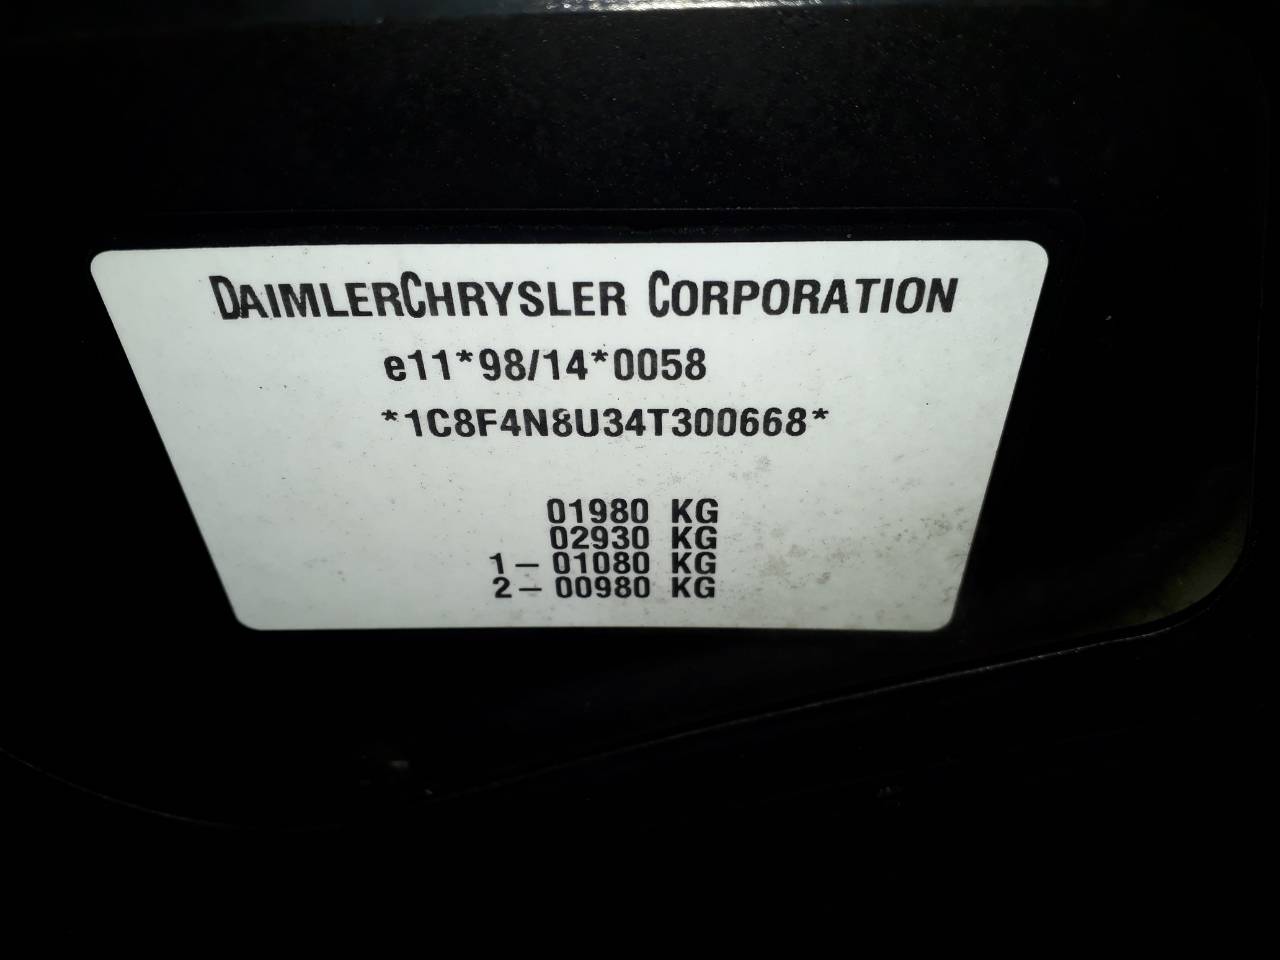 DAIMLERCHRYSLER CORPORATION
e11*98/14*0058
*1C8F4N8U34T300668*
01980 KG
02930 KG
1– 01080 KG
2– 00980 KG